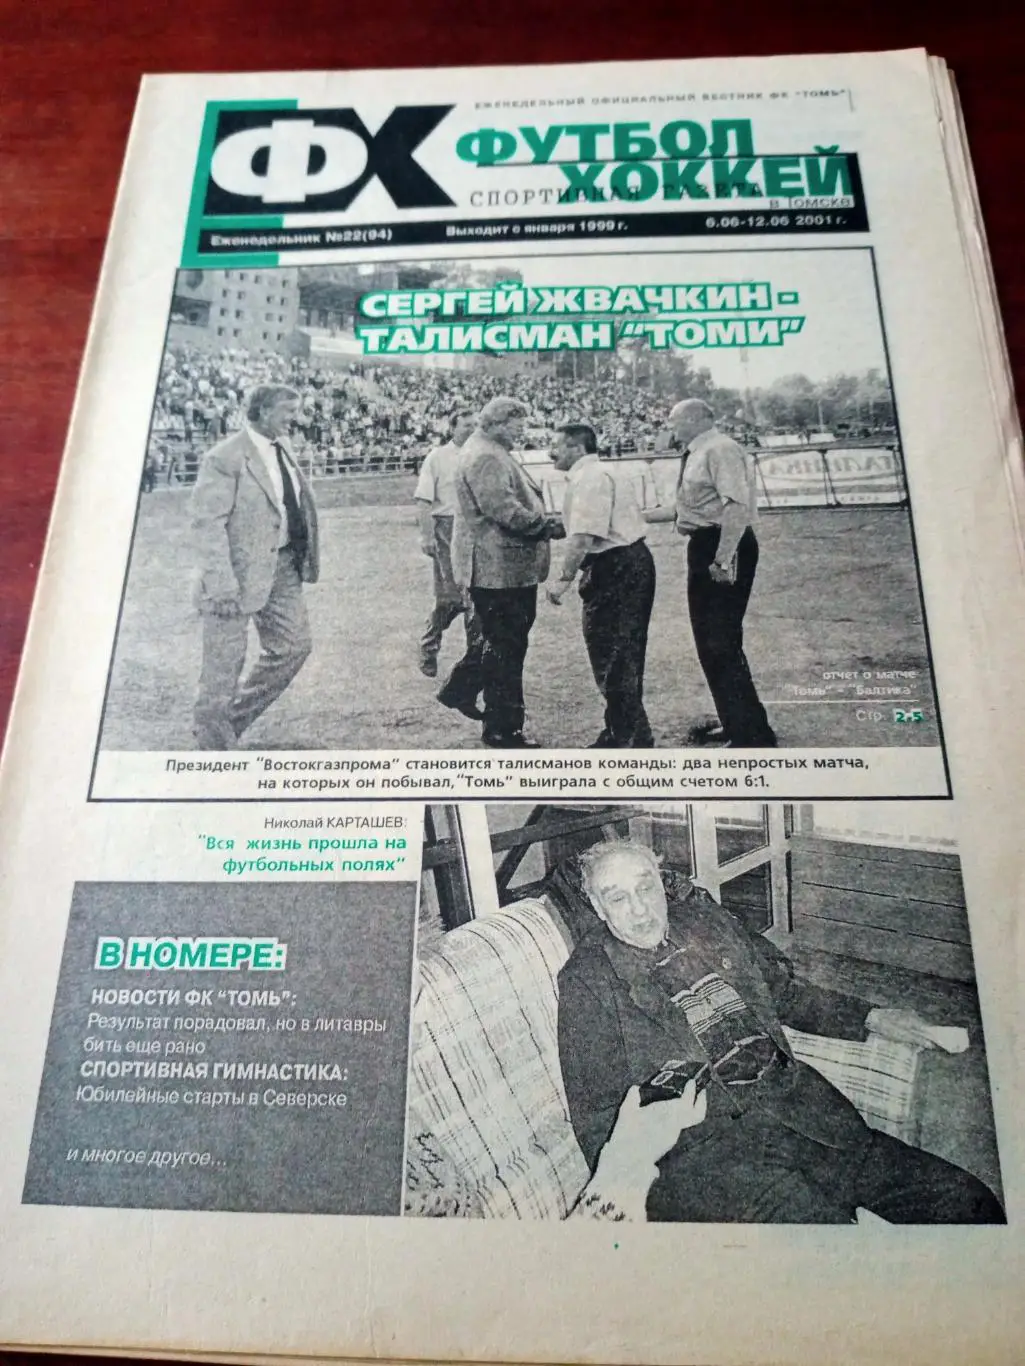 ЕЖЕНЕДЕЛЬНЫЙ ОФИЦИАЛЬНЫЙ ВЕСТНИК ФК "ТОМЬ"
ФХ
ФУТБОЛ
ХОККЕЙ
СПОРТИВНАЯ ГАЗЕТА
в Томске
Еженедельник №22(94) Выходит с января 1999 г. 6.06-12.06 2001 г.
СЕРГЕЙ ЖВАЧКИН -
ТАЛИСМАН "ТОМИ"
отчет о матче
"Томь" - "Балтика"
Стр. 2-5
Президент "Востокгазпрома" становится талисманов команды: два непростых матча,
на которых он побывал, "Томь" выиграла с общим счетом 6:1.
Николай КАРТАШЕВ:
"Вся жизнь прошла на
футбольных полях"
В НОМЕРЕ:
НОВОСТИ ФК "ТОМЬ":
Результат порадовал, но в литавры
бить еще рано
СПОРТИВНАЯ ГИМНАСТИКА:
Юбилейные старты в Северске
и многое другое...